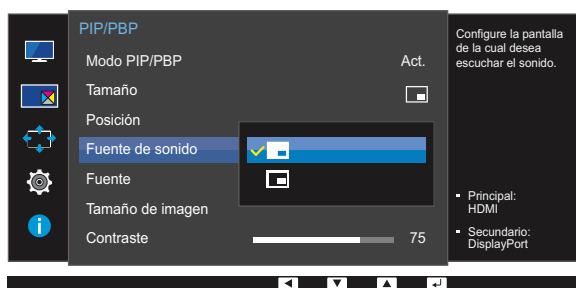 PIP/PBP
Modo PIP/PBP Act.
Tamaño
Posición
Fuente de sonido
Fuente
Tamaño de imagen
Contraste 75
Configure la pantalla
de la cual desea
escuchar el sonido.
Principal:
HDMI
Secundario:
DisplayPort